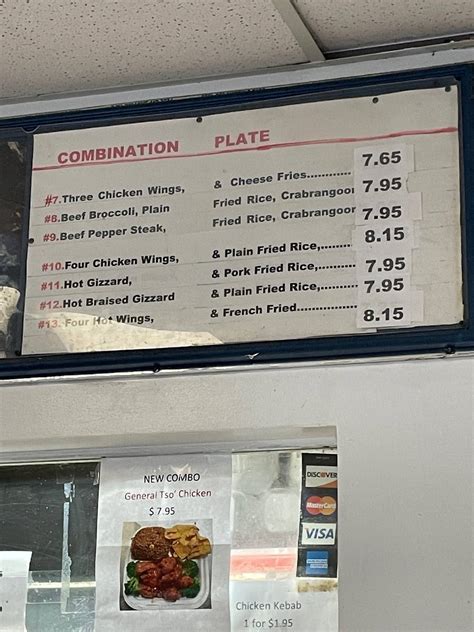 COMBINATION PLATE
#7. Three Chicken Wings, & Cheese Fries............ 7.65
#8. Beef Broccoli, Plain Fried Rice, Crabrangoon 7.95
#9. Beef Pepper Steak, Fried Rice, Crabrangoon 7.95
#10. Four Chicken Wings, & Plain Fried Rice,........ 8.15
#11. Hot Gizzard, & Pork Fried Rice,......... 7.95
#12. Hot Braised Gizzard & Plain Fried Rice,........ 7.95
#13. Four Hot Wings, & French Fried................ 8.15
NEW COMBO
General Tso' Chicken
$ 7.95
DISCOVER
MasterCard
VISA
Chicken Kebab
1 for $1.95